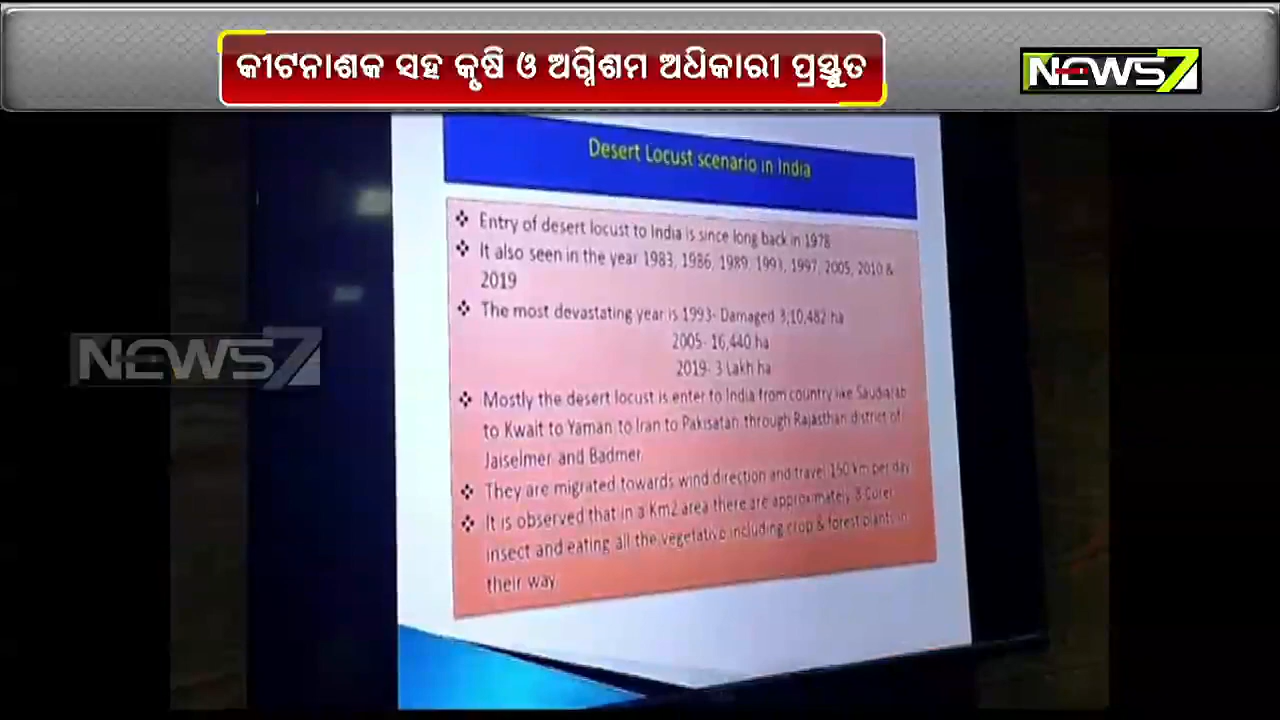 କୀଟନାଶକ ସହ କୃଷି ଓ ଅଗ୍ନିଶମ ଅଧିକାରୀ ପ୍ରସ୍ତୁତ
NEWS7
Desert Locust scenario in India
❖ Entry of desert locust to India is since long back in 1978
❖ It also seen in the year 1983, 1986, 1989, 1993, 1997, 2005, 2010 &
2019
❖ The most devastating year is 1993- Damaged 3,10,482 ha
2005- 16,440 ha
2019- 3 Lakh ha
NEWS7
❖ Mostly the desert locust is enter to India from country like Saudiarab
to Kwait to Yaman to Iran to Pakisatan through Rajasthan district of
Jaiselmer and Badmer.
❖ They are migrated towards wind direction and travel 150 km per day
❖ It is observed that in a Km2 area there are approximately 8 Corer
insect and eating all the vegetative including crop & forest plants in
their way